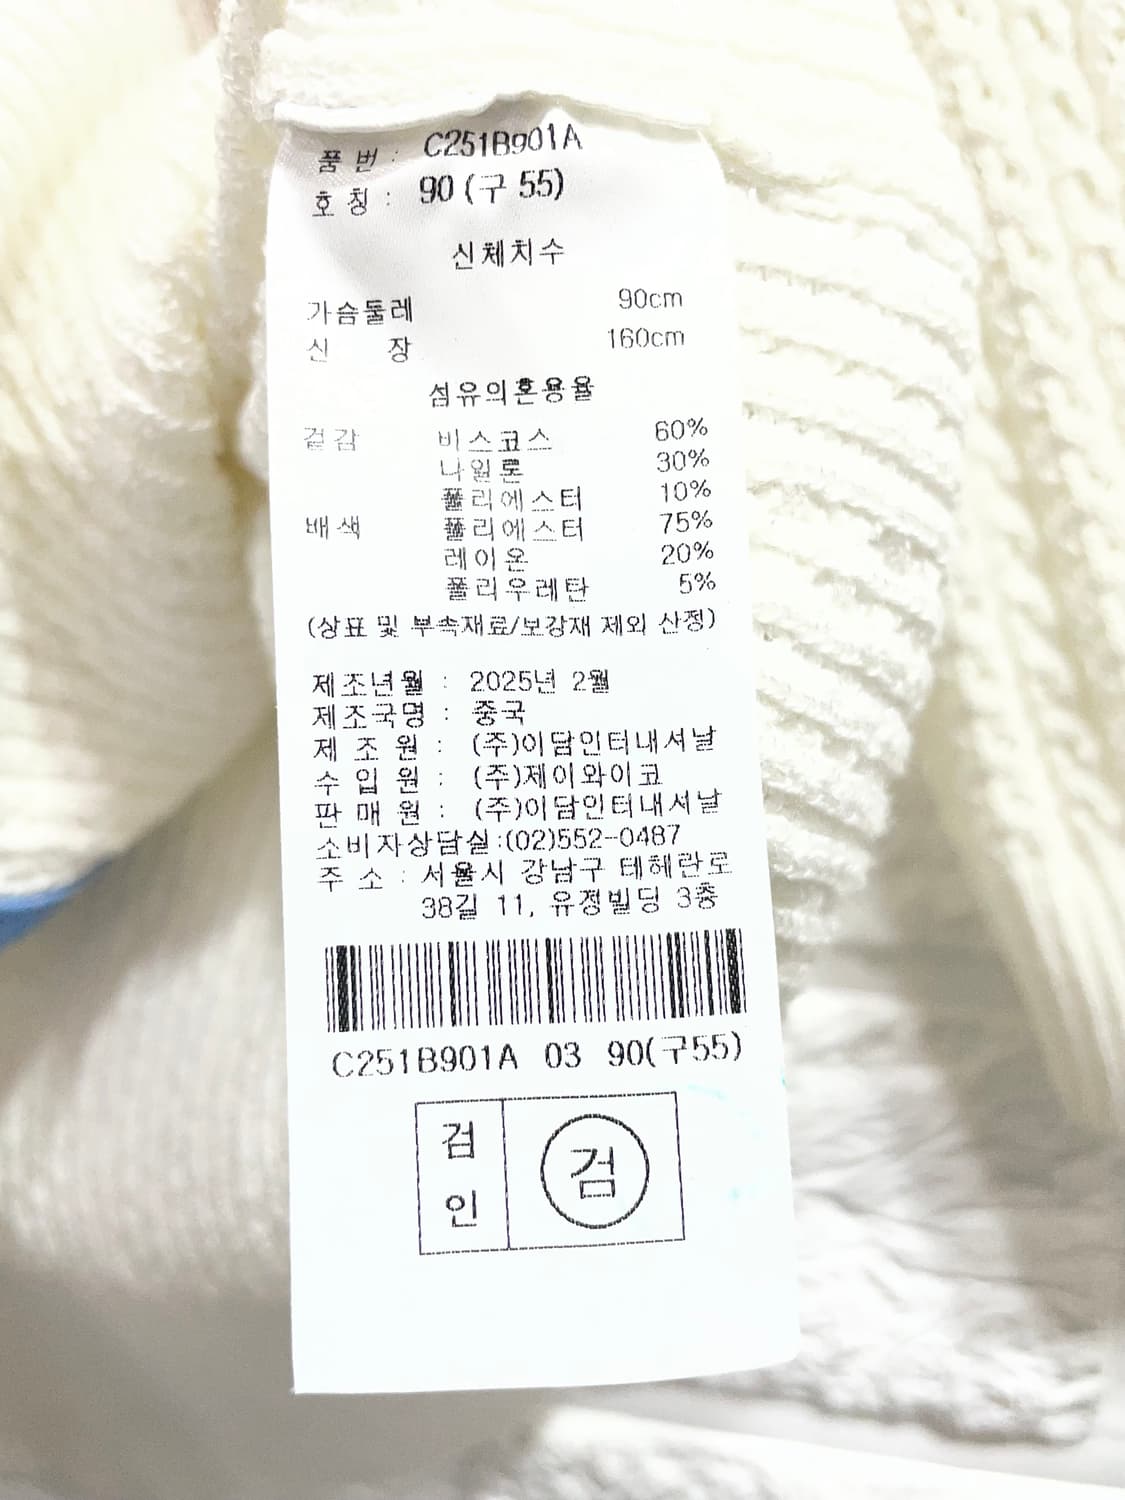 품 번 : C251B901A
호 칭 : 90 (구 55)
신체치수
가슴둘레 90cm
신 장 160cm
섬유의혼용율
겉감 비스코스 60%
나일론 30%
폴리에스터 10%
배색 폴리에스터 75%
레이온 20%
폴리우레탄 5%
(상표 및 부속재료/보강재 제외 산정)
제조년월 : 2025년 2월
제조국명 : 중국
제 조 원 : (주)이담인터내셔날
수 입 원 : (주)제이와이코
판 매 원 : (주)이담인터내셔날
소비자상담실:(02)552-0487
주 소 : 서울시 강남구 테헤란로
38길 11, 유정빌딩 3층
C251B901A 03 90(구55)
검인 검